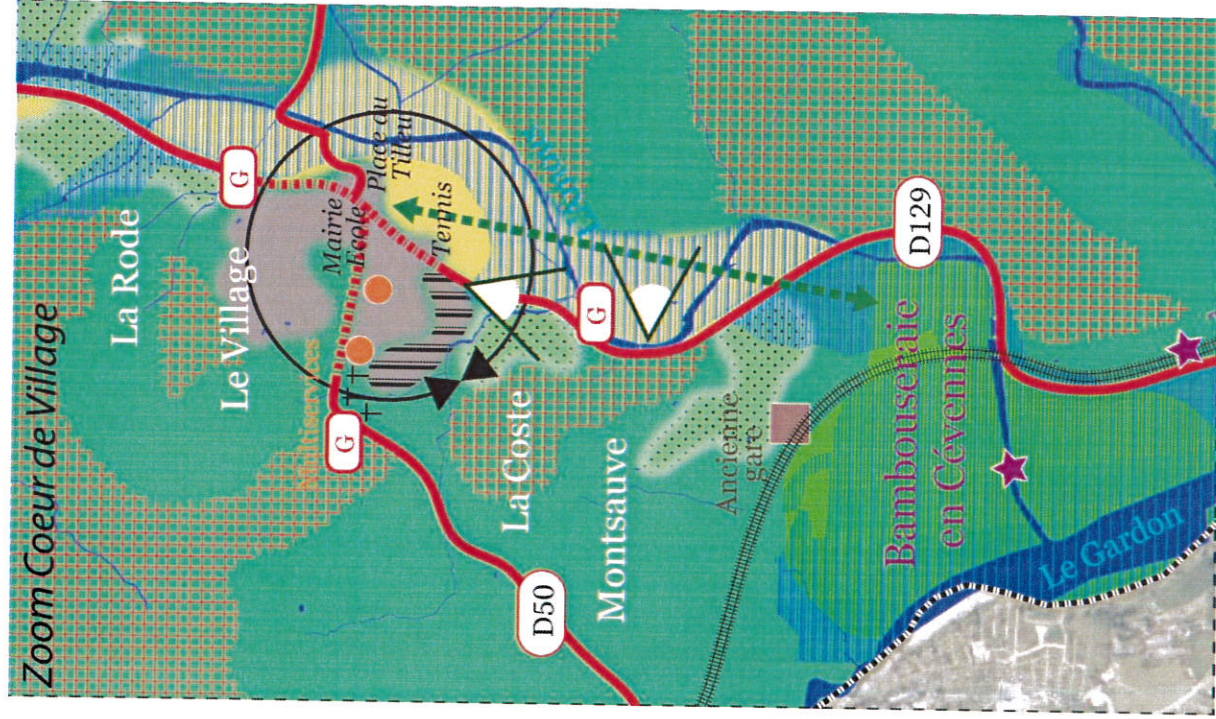 Zoom Coeur de Village
La Rode
Le Village
G
Mairie
Ecole
Place du
Tilleul
Tennis
Multiservices
G
La Coste
G
Montsauve
D50
D129
Ancienne
gare
Bambouseraie
en Cévennes
Le Gardon